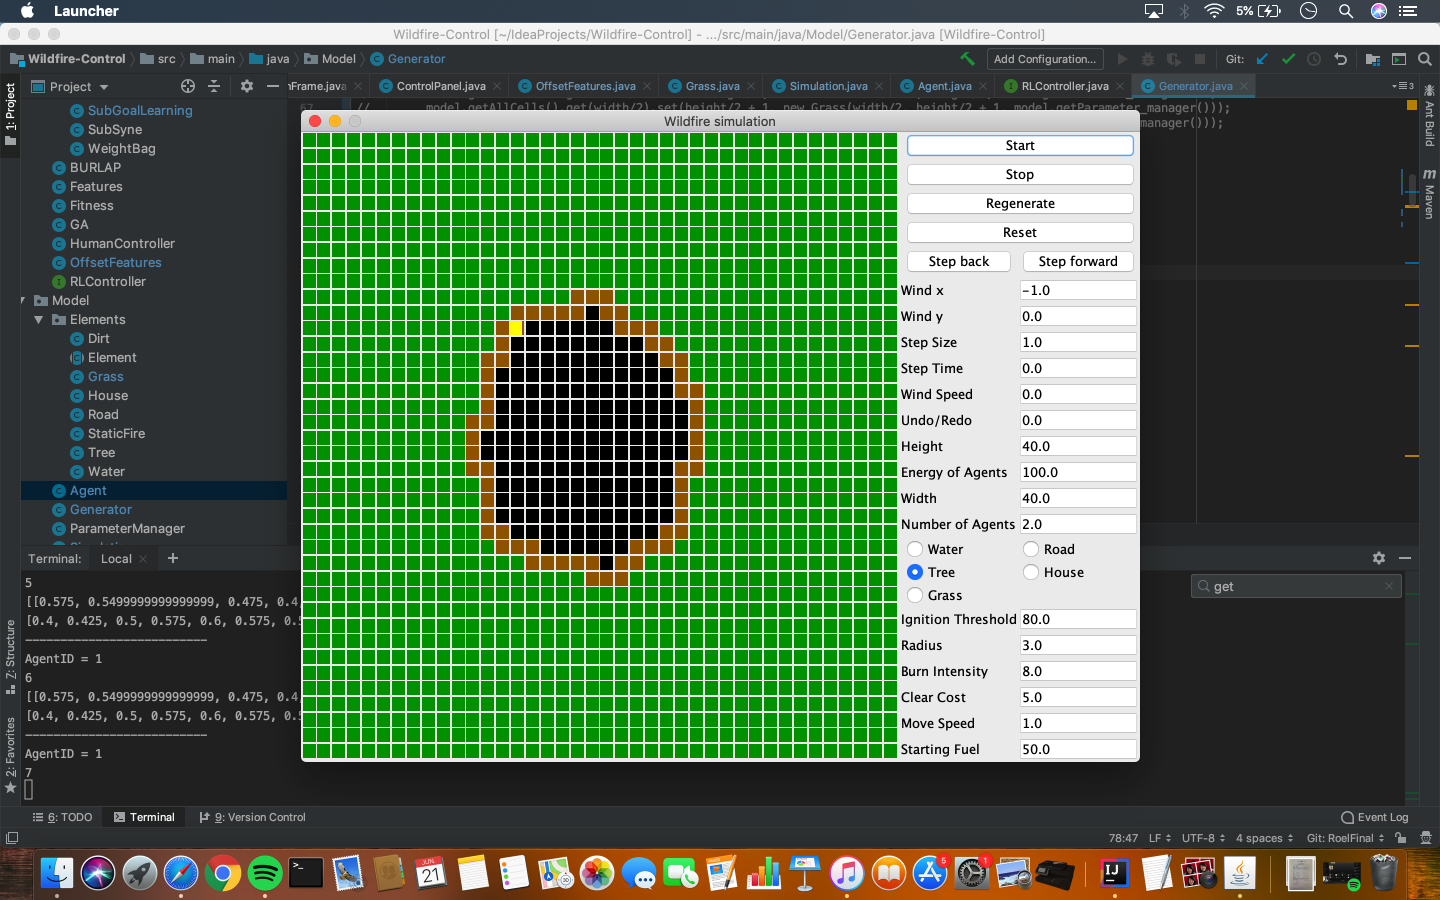 Launcher
5%
Wildfire-Control [~/IdeaProjects/Wildfire-Control] - .../src/main/java/Model/Generator.java [Wildfire-Control]
Wildfire-Control
src
main
java
Model
Generator
Add Configuration...
Git:
Project
nFrame.java
ControlPanel.java
OffsetFeatures.java
Grass.java
Simulation.java
Agent.java
RLController.java
Generator.java
3
1: Project
SubGoalLearning
SubSyne
WeightBag
BURLAP
Features
Fitness
GA
HumanController
OffsetFeatures
RLController
Model
Elements
Dirt
Element
Grass
House
Road
StaticFire
Tree
Water
Agent
Generator
ParameterManager
67
// model.getAllCells().get(width/2).set(height/2 + 1, new Grass(width/2, height/2 + 1, model.getParameter_manager()));
manager()));
Ant Build
Maven
Wildfire simulation
Start
Stop
Regenerate
Reset
Step back
Step forward
Wind x
-1.0
Wind y
0.0
Step Size
1.0
Step Time
0.0
Wind Speed
0.0
Undo/Redo
0.0
Height
40.0
Energy of Agents
100.0
Width
40.0
Number of Agents
2.0
Water
Road
Tree
House
Grass
Ignition Threshold
80.0
Radius
3.0
Burn Intensity
8.0
Clear Cost
5.0
Move Speed
1.0
Starting Fuel
50.0
Terminal:
Local
get
5
[[0.575, 0.5499999999999999, 0.475, 0.4
[0.4, 0.425, 0.5, 0.575, 0.6, 0.575, 0.5
---------------------------
AgentID = 1
6
[[0.575, 0.5499999999999999, 0.475, 0.4
[0.4, 0.425, 0.5, 0.575, 0.6, 0.575, 0.5
---------------------------
AgentID = 1
7
Z: Structure
2: Favorites
6: TODO
Terminal
9: Version Control
Event Log
78:47
LF
UTF-8
4 spaces
Git: RoelFinal
JUN
21
5
1
IJ